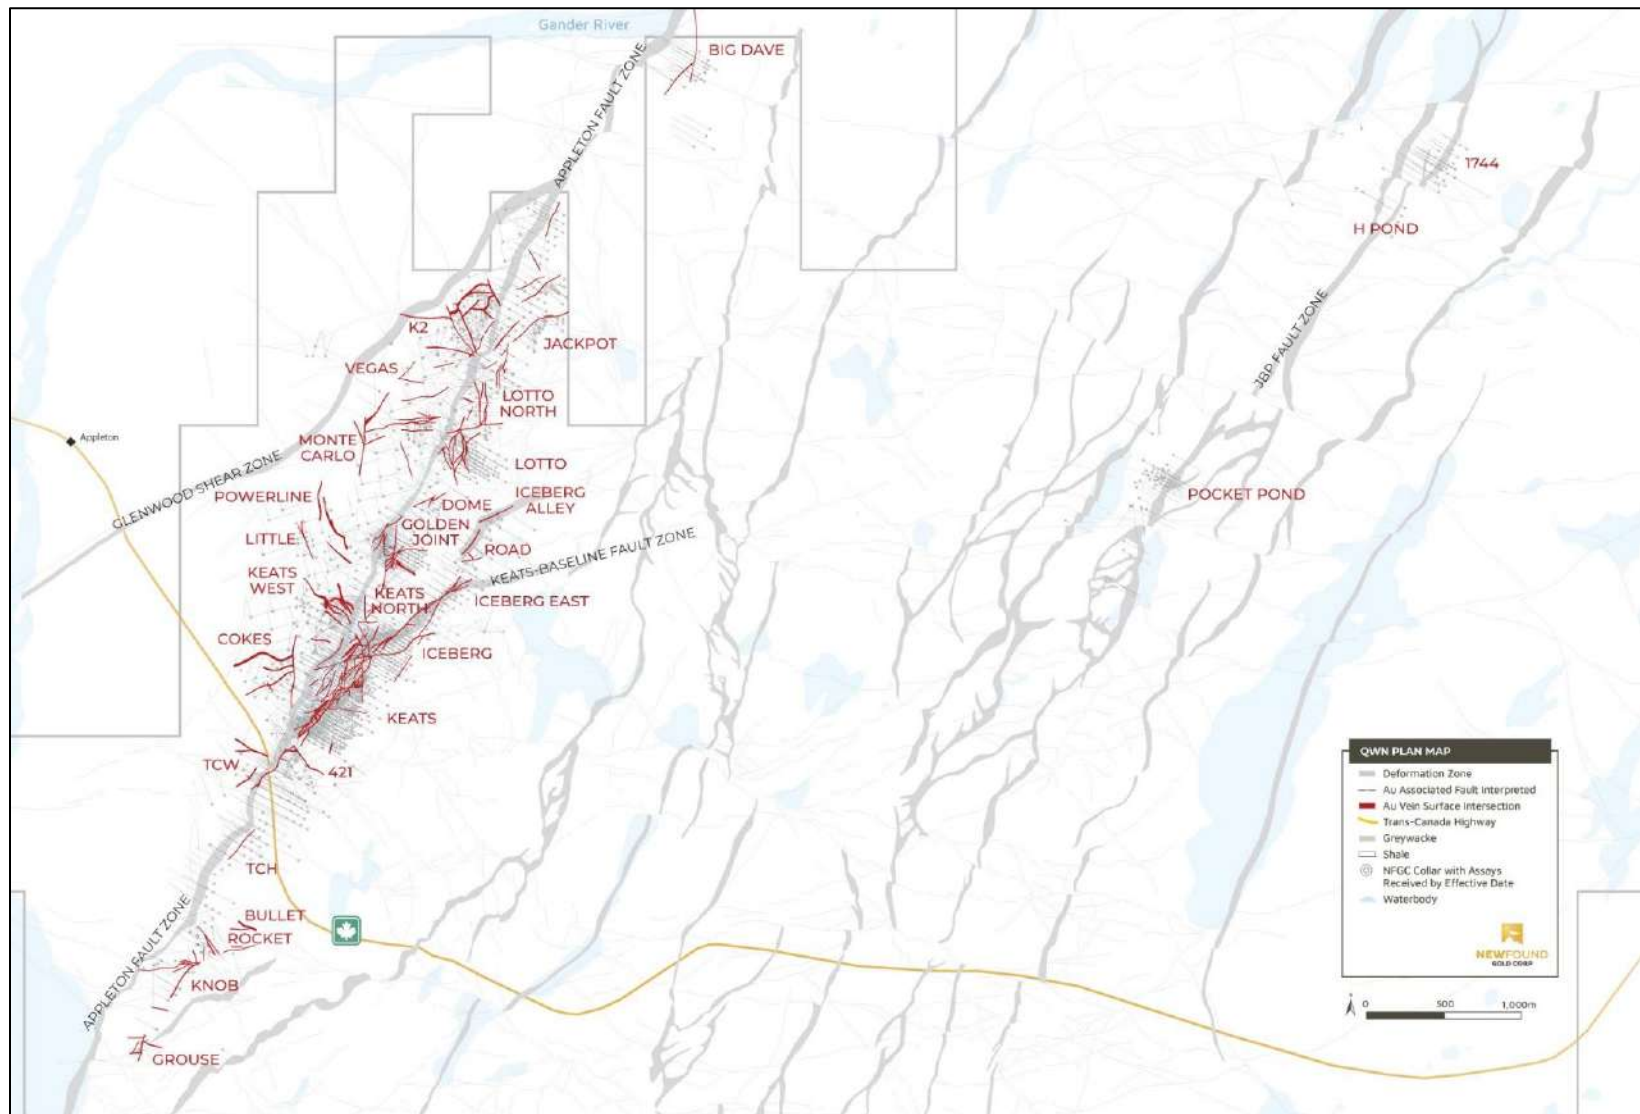 Gander River
BIG DAVE
APPLETON FAULT ZONE
1744
H POND
K2
JACKPOT
JBP FAULT ZONE
VEGAS
LOTTO
NORTH
Appleton
MONTE
CARLO
LOTTO
GLENWOOD SHEAR ZONE
POWERLINE
DOME
ICEBERG
ALLEY
POCKET POND
GOLDEN
JOINT
LITTLE
ROAD
KEATS-BASELINE FAULT ZONE
KEATS
WEST
KEATS
NORTH
ICEBERG EAST
COKES
ICEBERG
KEATS
TCW
421
TCH
APPLETON FAULT ZONE
BULLET
ROCKET
KNOB
GROUSE
QWN PLAN MAP
Deformation Zone
Au Associated Fault Interpreted
Au Vein Surface Intersection
Trans-Canada Highway
Greywacke
Shale
NFGC Collar with Assays
Received by Effective Date
Waterbody
NEWFOUND
GOLD CORP
0 500 1,000m